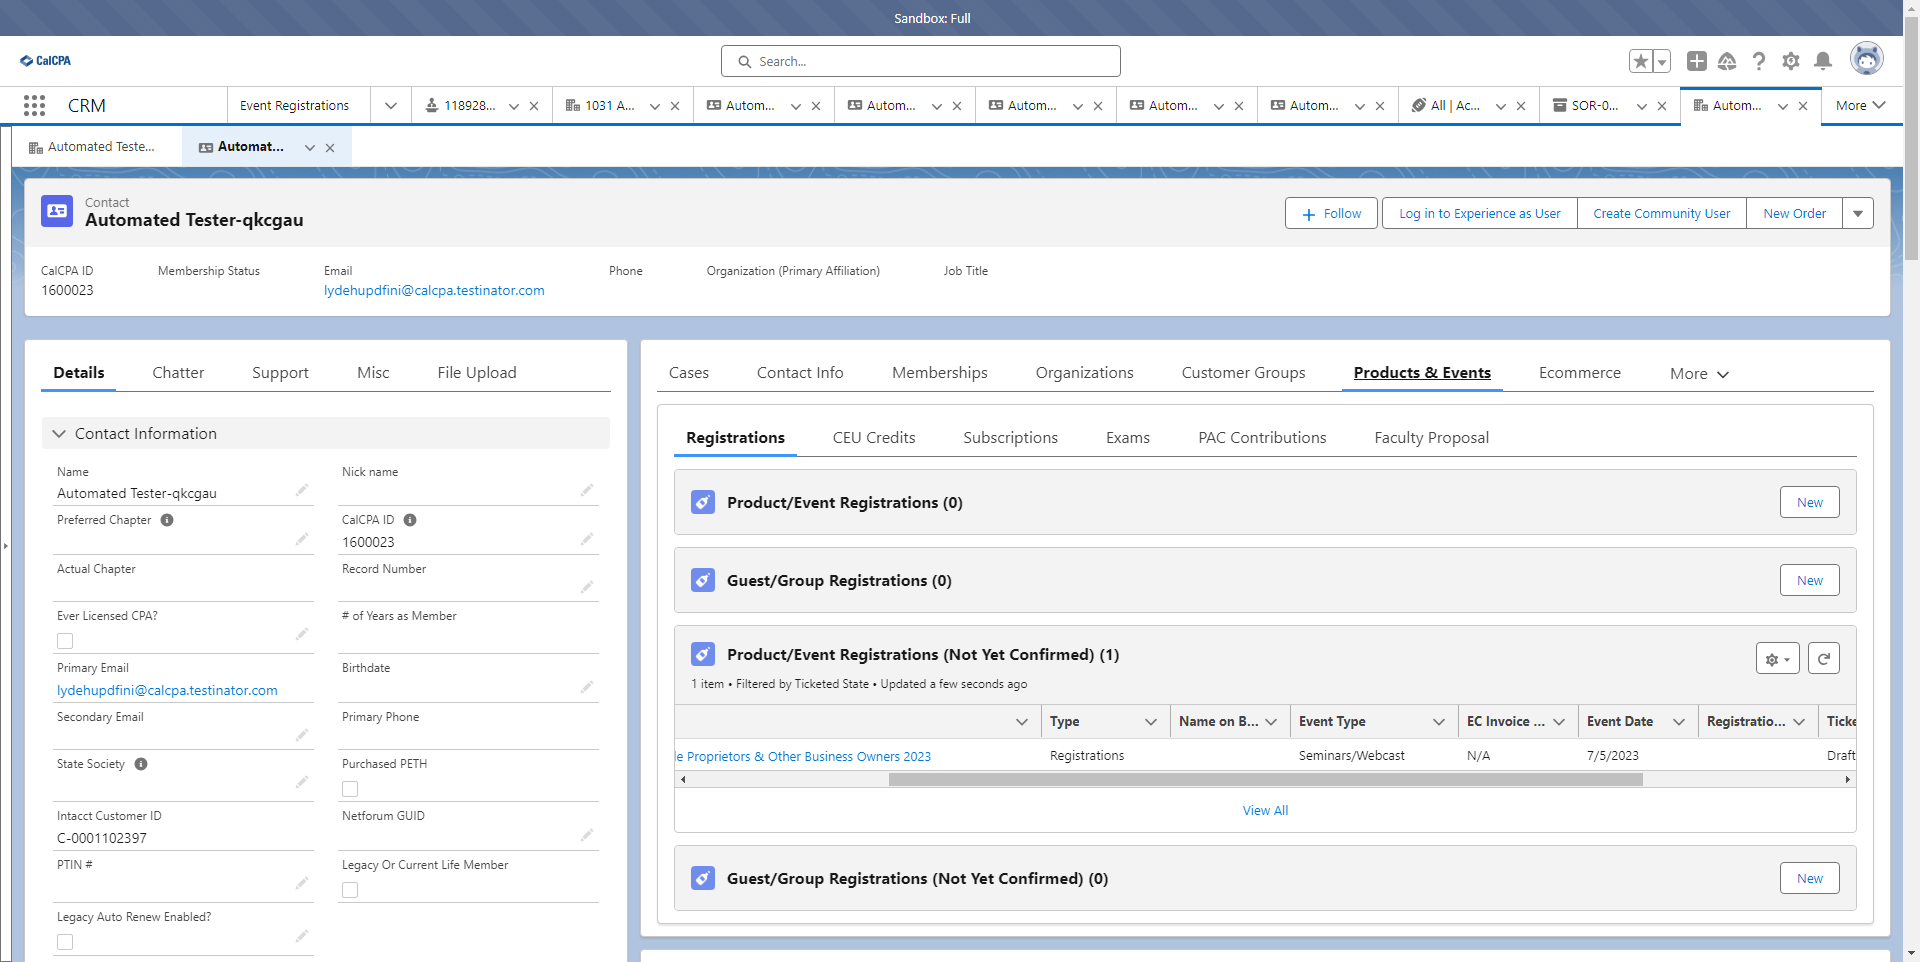 Sandbox: Full
CalCPA
Search...
CRM
Event Registrations
118928...
1031 A...
Autom...
Autom...
Autom...
Autom...
Autom...
All | Ac...
SOR-0...
Autom...
More
Automated Teste...
Automat...
Contact
Automated Tester-qkcgau
Follow
Log in to Experience as User
Create Community User
New Order
CalCPA ID
Membership Status
Email
Phone
Organization (Primary Affiliation)
Job Title
1600023
lydehupdfini@calcpa.testinator.com
Details
Chatter
Support
Misc
File Upload
Contact Information
Name
Automated Tester-qkcgau
Nick name
Preferred Chapter
CalCPA ID
1600023
Actual Chapter
Record Number
Ever Licensed CPA?
# of Years as Member
Primary Email
lydehupdfini@calcpa.testinator.com
Birthdate
Secondary Email
Primary Phone
State Society
Purchased PETH
Intacct Customer ID
C-0001102397
Netforum GUID
PTIN #
Legacy Or Current Life Member
Legacy Auto Renew Enabled?
Cases
Contact Info
Memberships
Organizations
Customer Groups
Products & Events
Ecommerce
More
Registrations
CEU Credits
Subscriptions
Exams
PAC Contributions
Faculty Proposal
Product/Event Registrations (0)
New
Guest/Group Registrations (0)
New
Product/Event Registrations (Not Yet Confirmed) (1)
1 item • Filtered by Ticketed State • Updated a few seconds ago
Type
Name on B...
Event Type
EC Invoice ...
Event Date
Registratio...
Ticke
le Proprietors & Other Business Owners 2023
Registrations
Seminars/Webcast
N/A
7/5/2023
Draft
View All
Guest/Group Registrations (Not Yet Confirmed) (0)
New